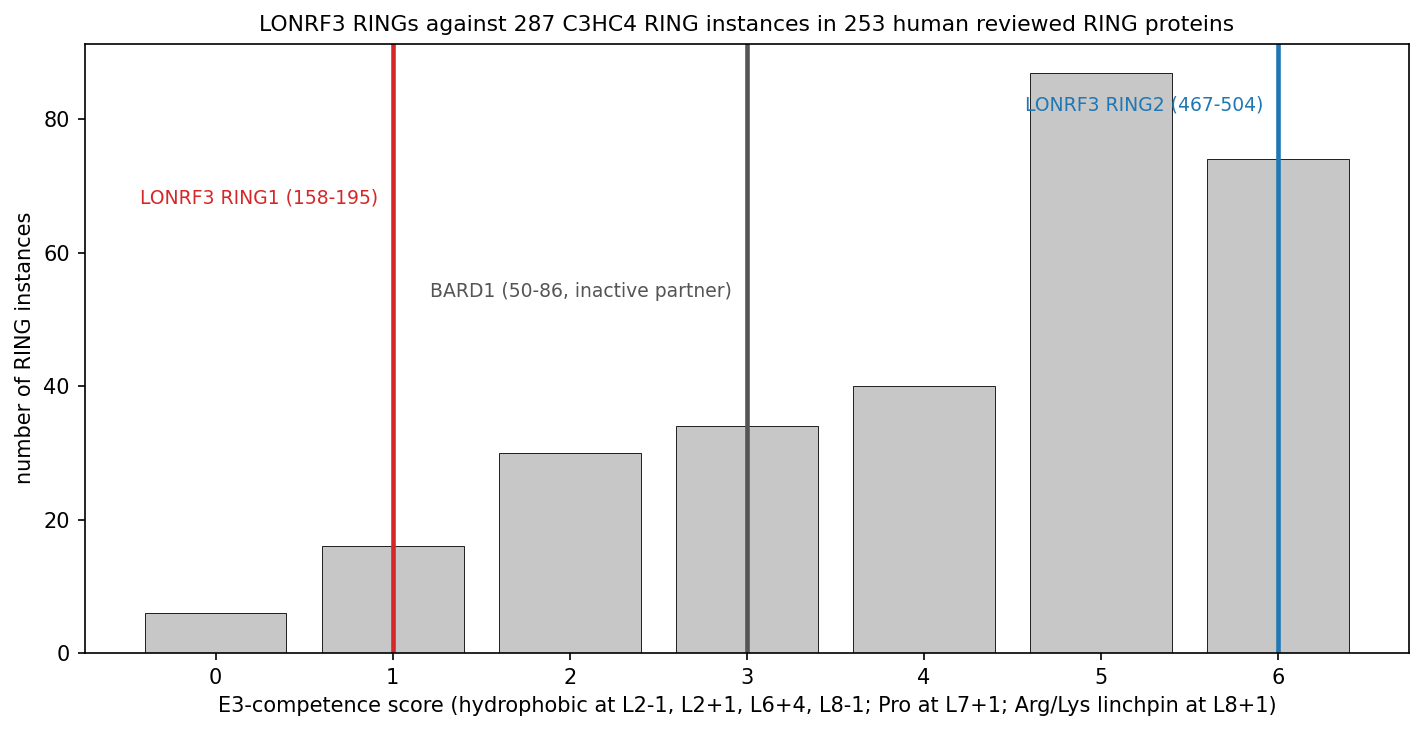 LONRF3 RINGs against 287 C3HC4 RING instances in 253 human reviewed RING proteins
number of RING instances
80
60
40
20
0
LONRF3 RING2 (467-504)
LONRF3 RING1 (158-195)
BARD1 (50-86, inactive partner)
0 1 2 3 4 5 6
E3-competence score (hydrophobic at L2-1, L2+1, L6+4, L8-1; Pro at L7+1; Arg/Lys linchpin at L8+1)